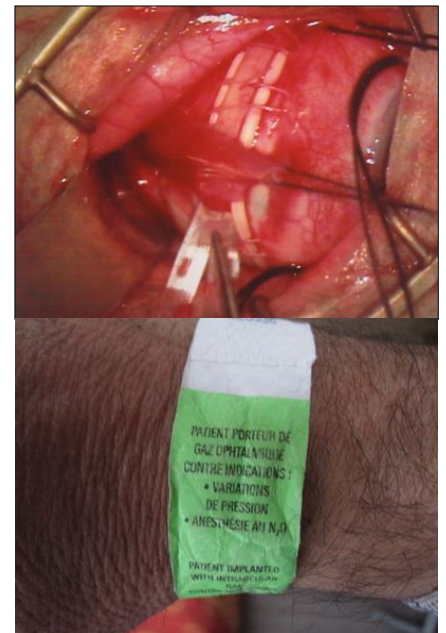 PATIENT PORTEUR DE
GAZ OPHTALMIQUE
CONTRE INDICATIONS :
• VARIATIONS
DE PRESSION
• ANESTHÉSIE AU N₂O
PATIENT IMPLANTED
WITH INTRAOCULAR